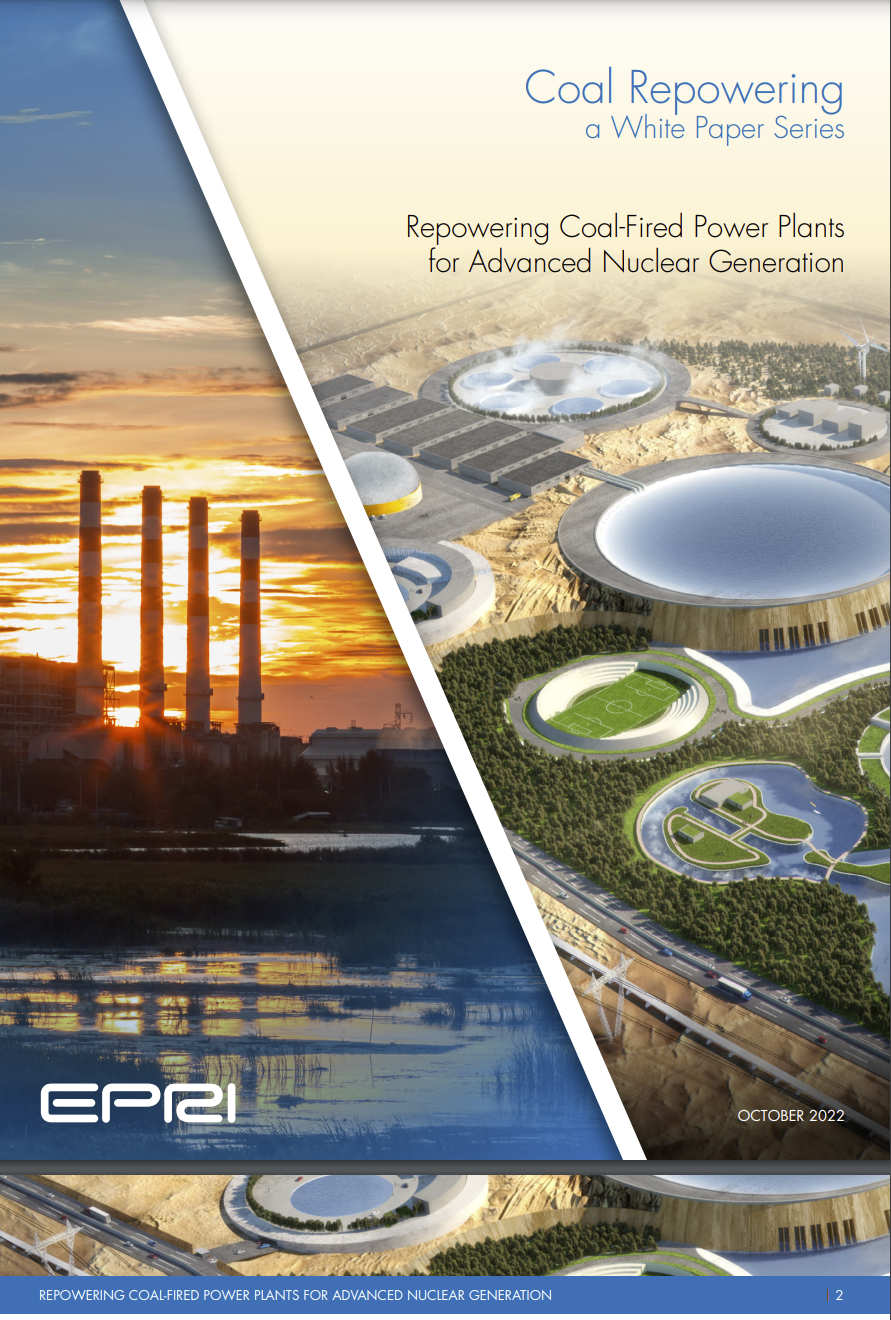 Coal Repowering
a White Paper Series
Repowering Coal-Fired Power Plants
for Advanced Nuclear Generation
EPRI
OCTOBER 2022
REPOWERING COAL-FIRED POWER PLANTS FOR ADVANCED NUCLEAR GENERATION | 2